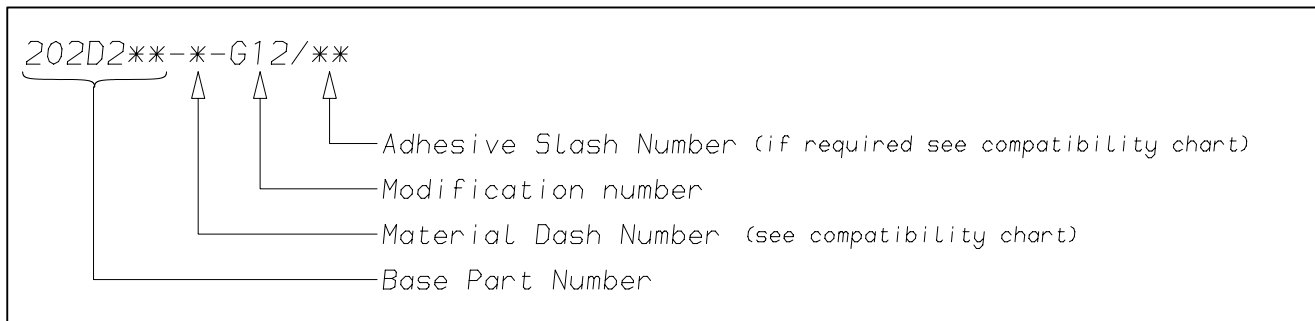 202D2**-*-G12/**
Adhesive Slash Number (if required see compatibility chart)
Modification number
Material Dash Number (see compatibility chart)
Base Part Number